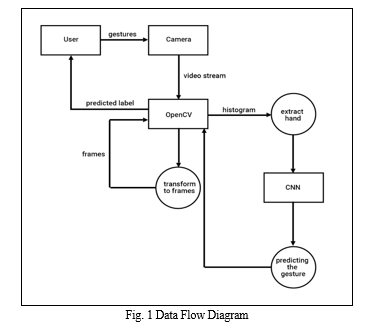 User
gestures
Camera
video stream
predicted label
OpenCV
histogram
extract
hand
frames
transform
to frames
CNN
predicting
the
gesture
Fig. 1 Data Flow Diagram